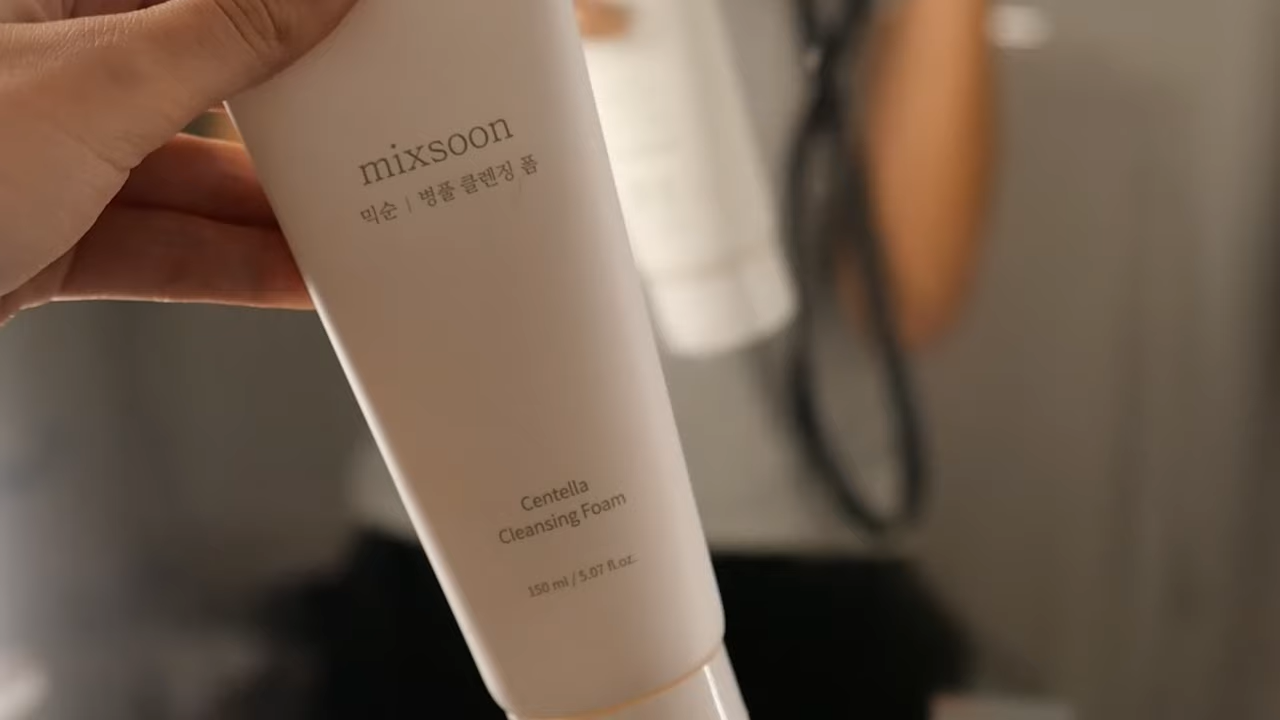 mixsoon
믹순 | 병풀 클렌징 폼
Centella
Cleansing Foam
150 ml / 5.07 fl.oz.